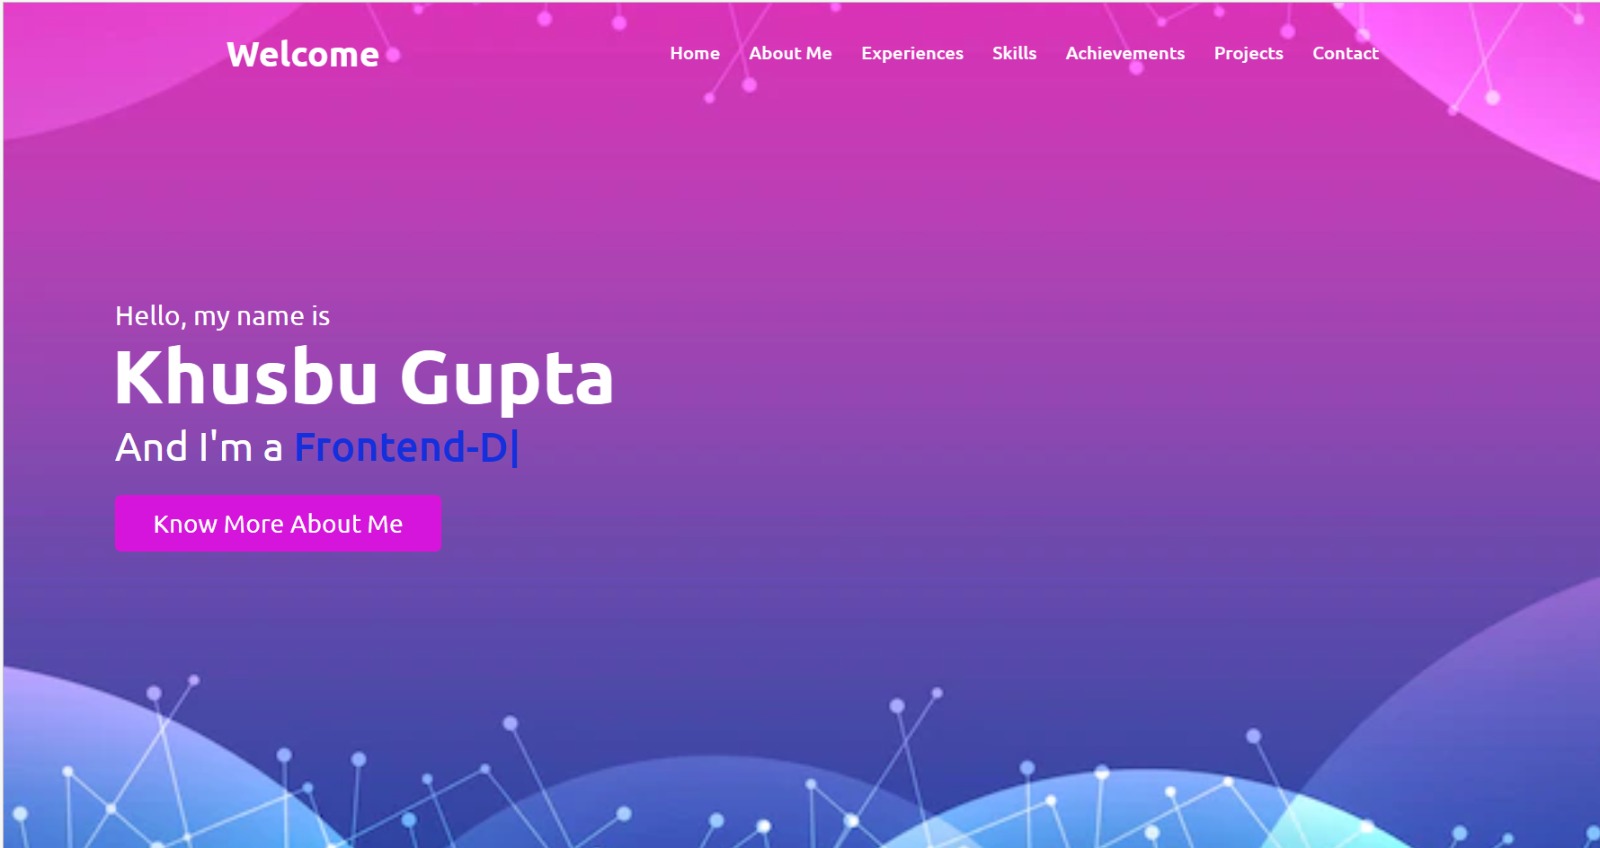 Welcome
Home About Me Experiences Skills Achievements Projects Contact
Hello, my name is
Khusbu Gupta
And I'm a Frontend-D|
Know More About Me